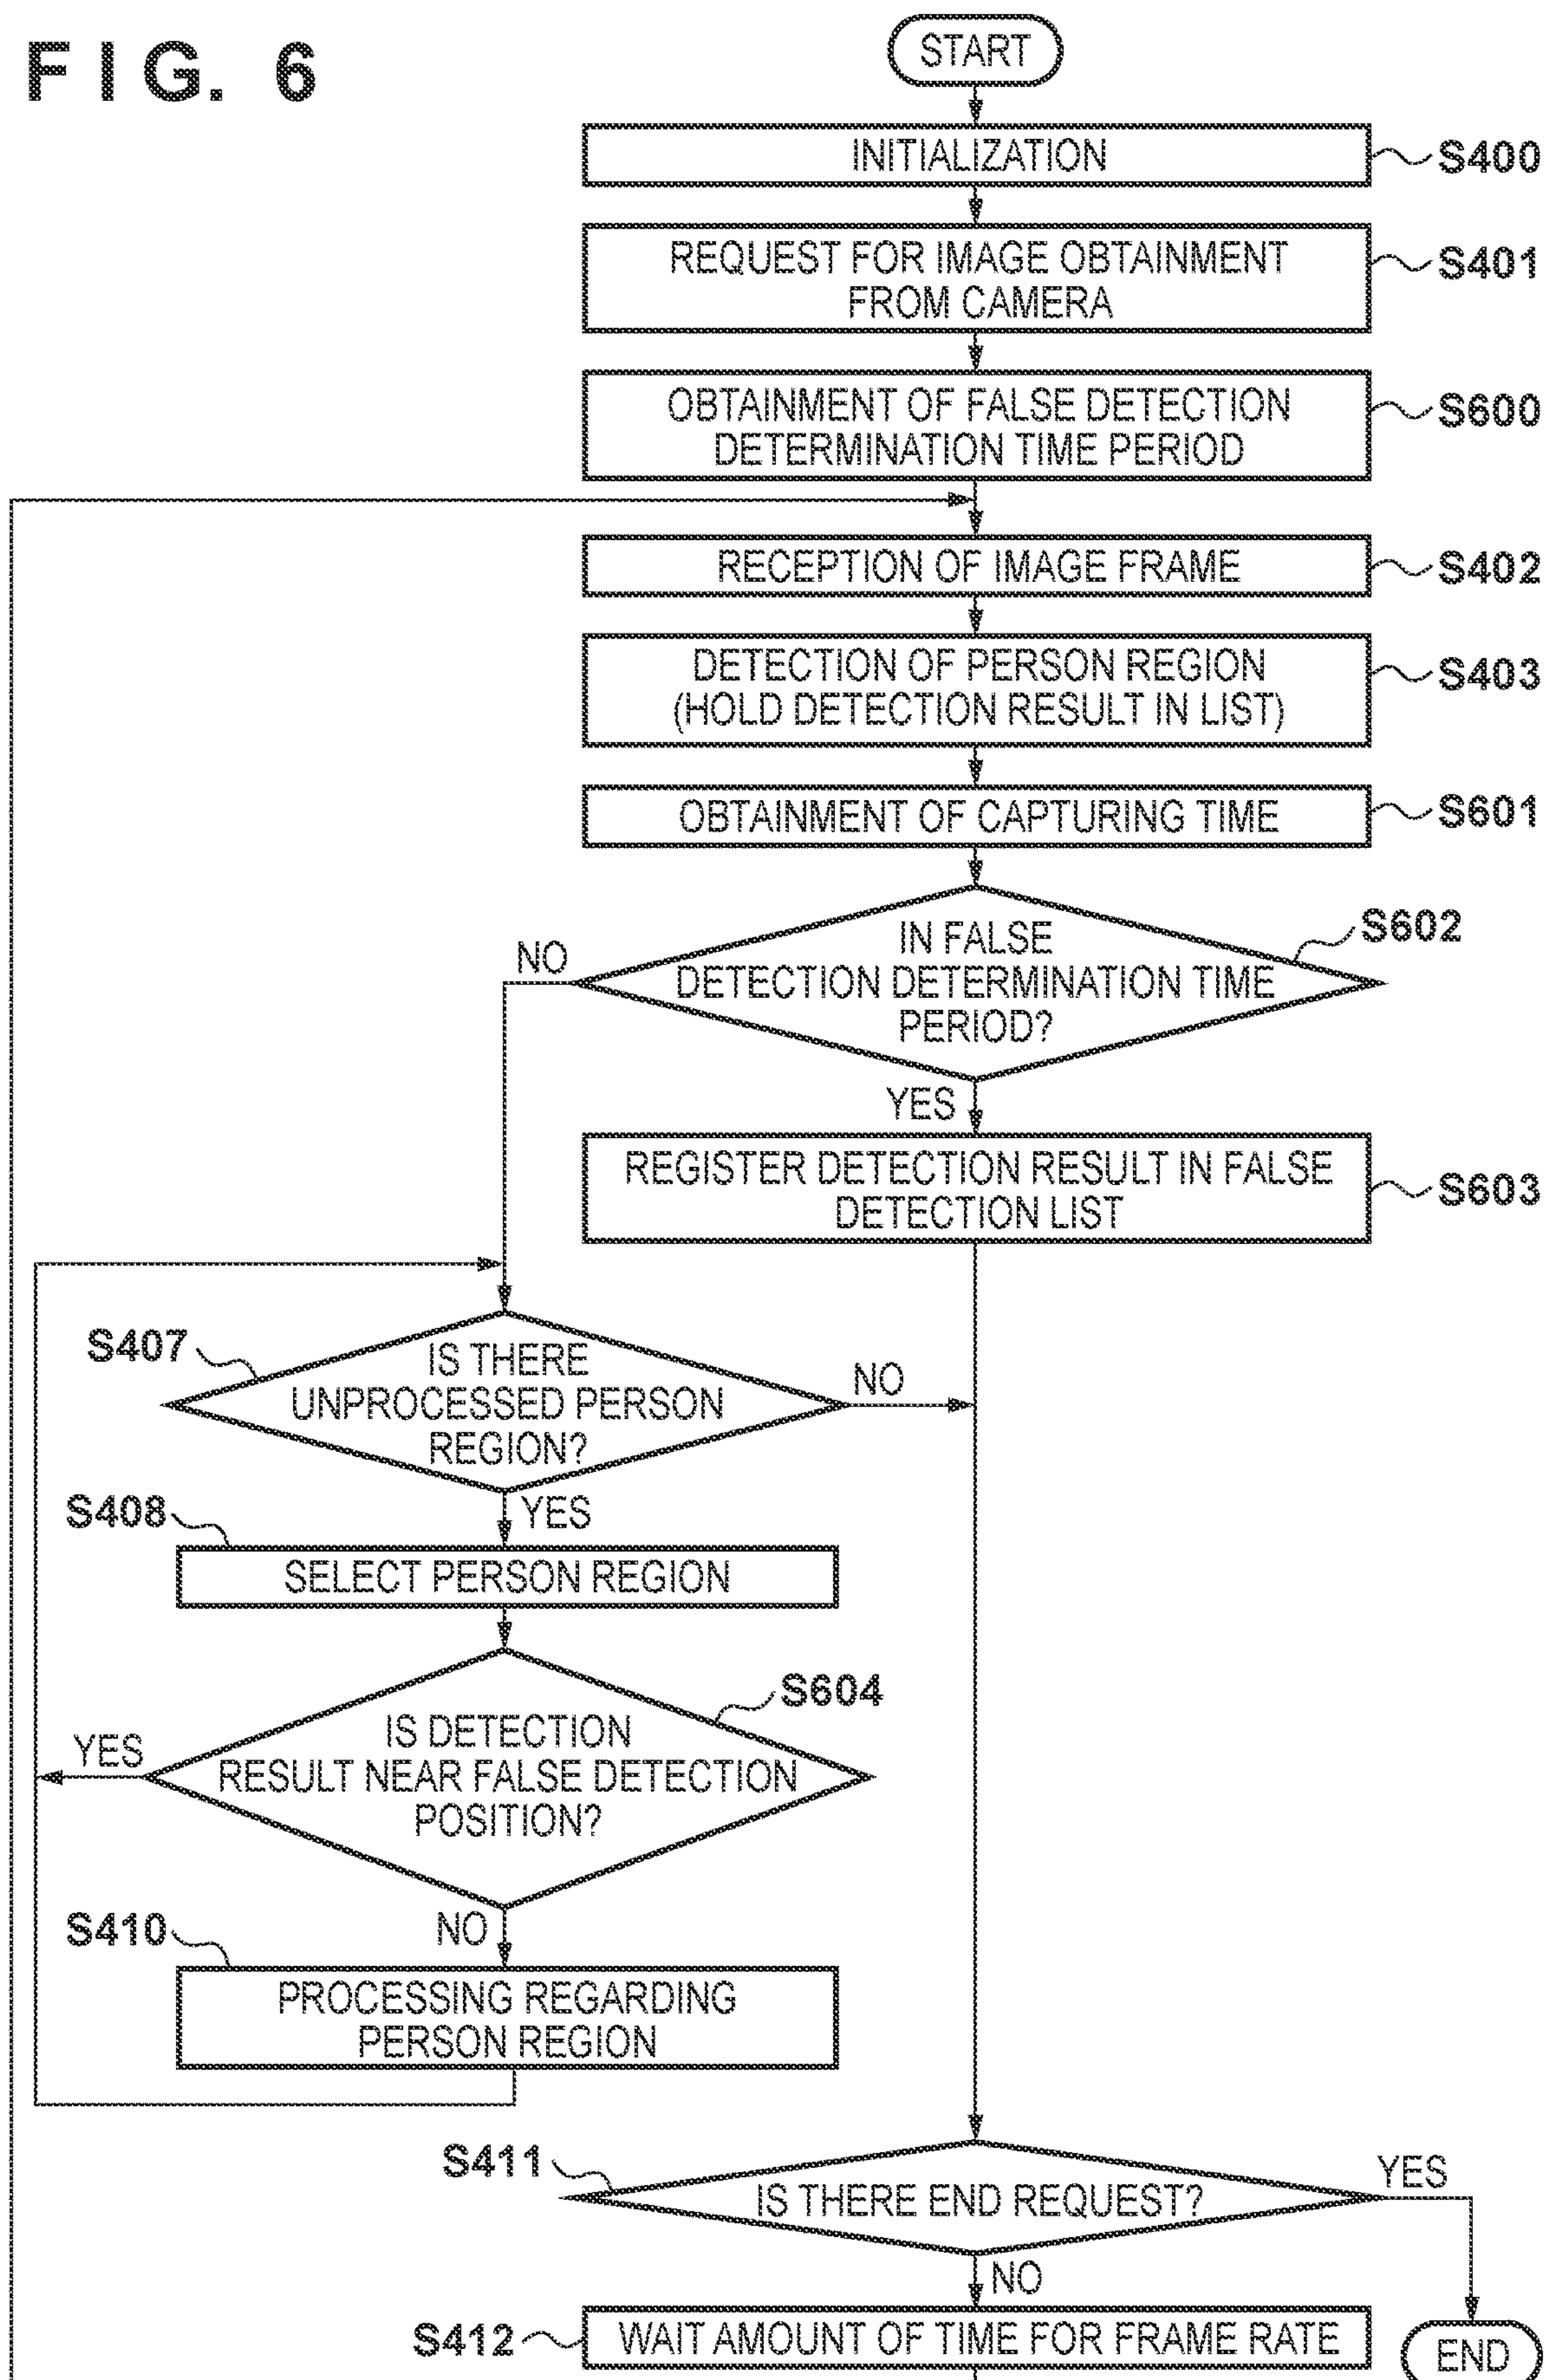 FIG. 6
START
INITIALIZATION
S400
REQUEST FOR IMAGE OBTAINMENT
FROM CAMERA
S401
OBTAINMENT OF FALSE DETECTION
DETERMINATION TIME PERIOD
S600
RECEPTION OF IMAGE FRAME
S402
DETECTION OF PERSON REGION
(HOLD DETECTION RESULT IN LIST)
S403
OBTAINMENT OF CAPTURING TIME
S601
IN FALSE
DETECTION DETERMINATION TIME
PERIOD?
S602
NO
YES
REGISTER DETECTION RESULT IN FALSE
DETECTION LIST
S603
S407
IS THERE
UNPROCESSED PERSON
REGION?
NO
YES
S408
SELECT PERSON REGION
S604
IS DETECTION
RESULT NEAR FALSE DETECTION
POSITION?
YES
NO
S410
PROCESSING REGARDING
PERSON REGION
S411
IS THERE END REQUEST?
YES
NO
S412
WAIT AMOUNT OF TIME FOR FRAME RATE
END